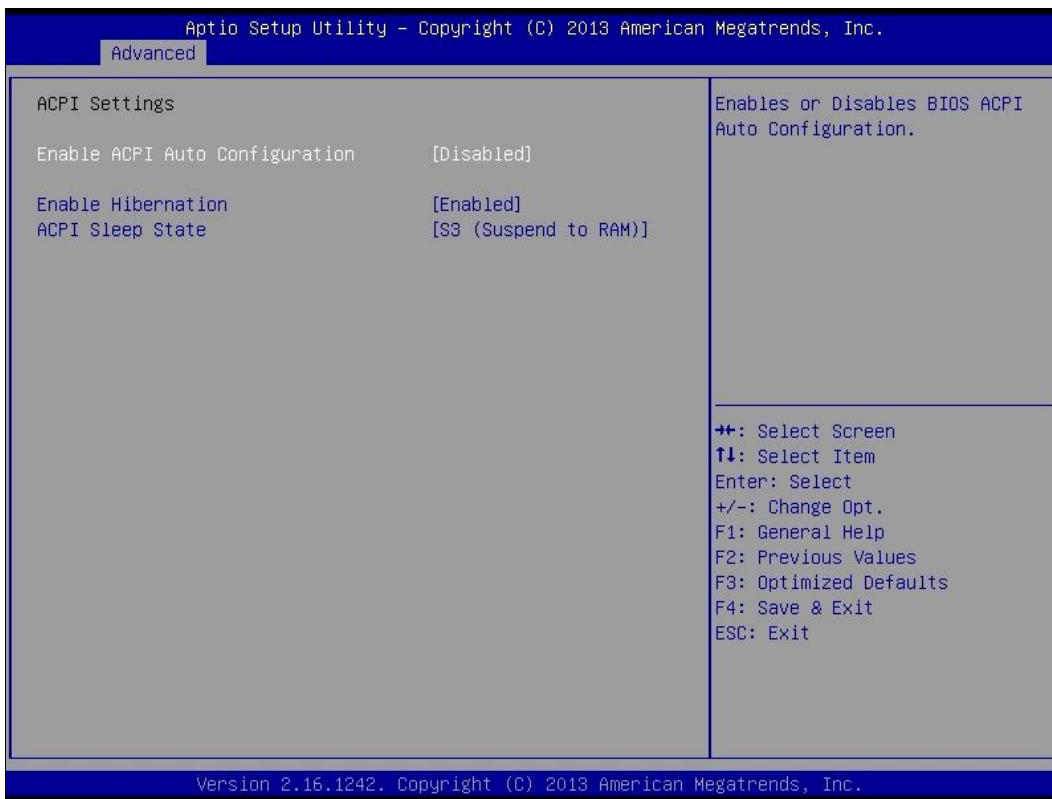 Aptio Setup Utility – Copyright (C) 2013 American Megatrends, Inc.
Advanced
ACPI Settings
Enable ACPI Auto Configuration [Disabled]
Enable Hibernation [Enabled]
ACPI Sleep State [S3 (Suspend to RAM)]
Enables or Disables BIOS ACPI
Auto Configuration.
→←: Select Screen
↑↓: Select Item
Enter: Select
+/-: Change Opt.
F1: General Help
F2: Previous Values
F3: Optimized Defaults
F4: Save & Exit
ESC: Exit
Version 2.16.1242. Copyright (C) 2013 American Megatrends, Inc.